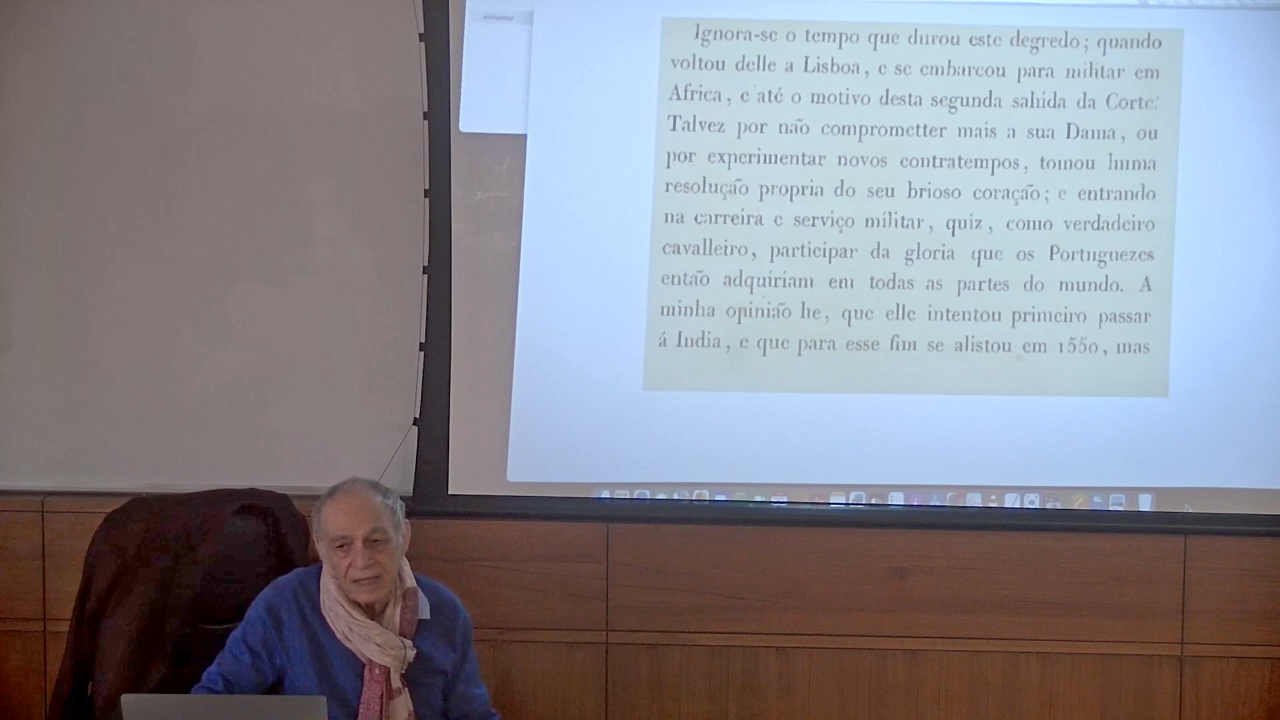 Ignora-se o tempo que durou este degredo; quando
voltou delle a Lisboa, e se embarcou para militar em
Africa, e até o motivo desta segunda sahida da Corte.
Talvez por não comprometter mais a sua Dama, ou
por experimentar novos contratempos, tomou huma
resolução propria do seu brioso coração; e entrando
na carreira e serviço militar, quiz, como verdadeiro
cavalleiro, participar da gloria que os Portuguezes
então adquiriam em todas as partes do mundo. A
minha opinião he, que elle intentou primeiro passar
á India, e que para esse fim se alistou em 1550, mas